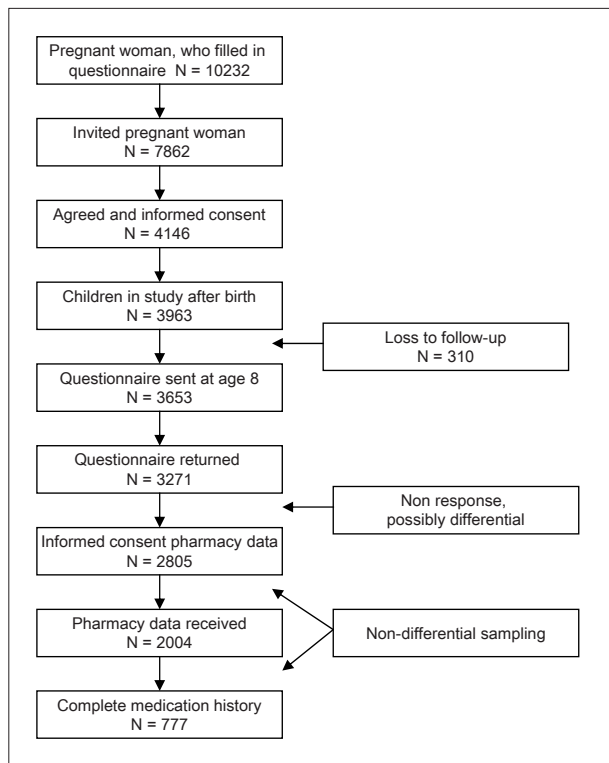 Pregnant woman, who filled in
questionnaire N = 10232
Invited pregnant woman
N = 7862
Agreed and informed consent
N = 4146
Children in study after birth
N = 3963
Loss to follow-up
N = 310
Questionnaire sent at age 8
N = 3653
Questionnaire returned
N = 3271
Non response,
possibly differential
Informed consent pharmacy data
N = 2805
Pharmacy data received
N = 2004
Non-differential sampling
Complete medication history
N = 777